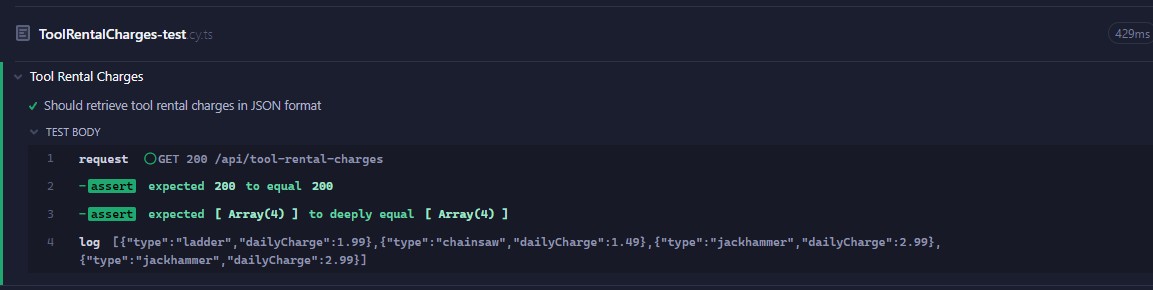 ToolRentalCharges-test.cy.ts 429ms
Tool Rental Charges
Should retrieve tool rental charges in JSON format
TEST BODY
1 request GET 200 /api/tool-rental-charges
2 -assert expected 200 to equal 200
3 -assert expected [ Array(4) ] to deeply equal [ Array(4) ]
4 log [{"type":"ladder","dailyCharge":1.99},{"type":"chainsaw","dailyCharge":1.49},{"type":"jackhammer","dailyCharge":2.99},
{"type":"jackhammer","dailyCharge":2.99}]